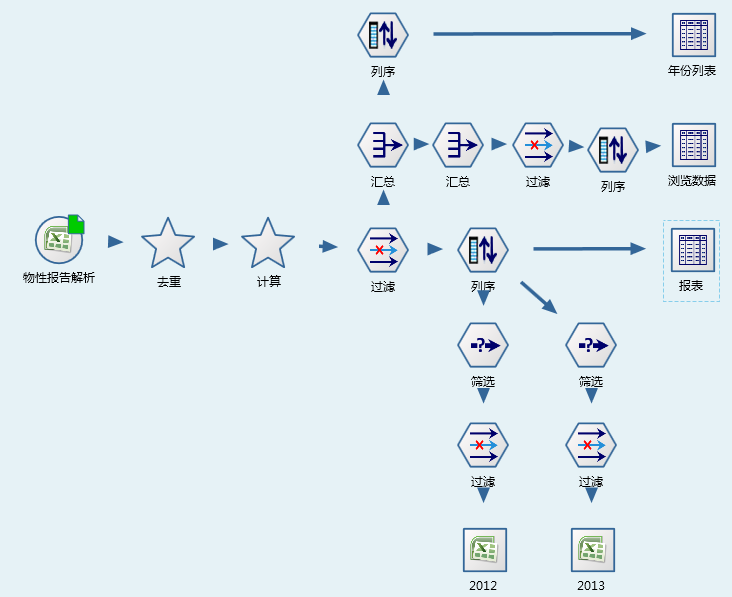 列序
年份列表
汇总
汇总
过滤
列序
浏览数据
物性报告解析
去重
计算
过滤
列序
报表
筛选
筛选
过滤
过滤
2012
2013